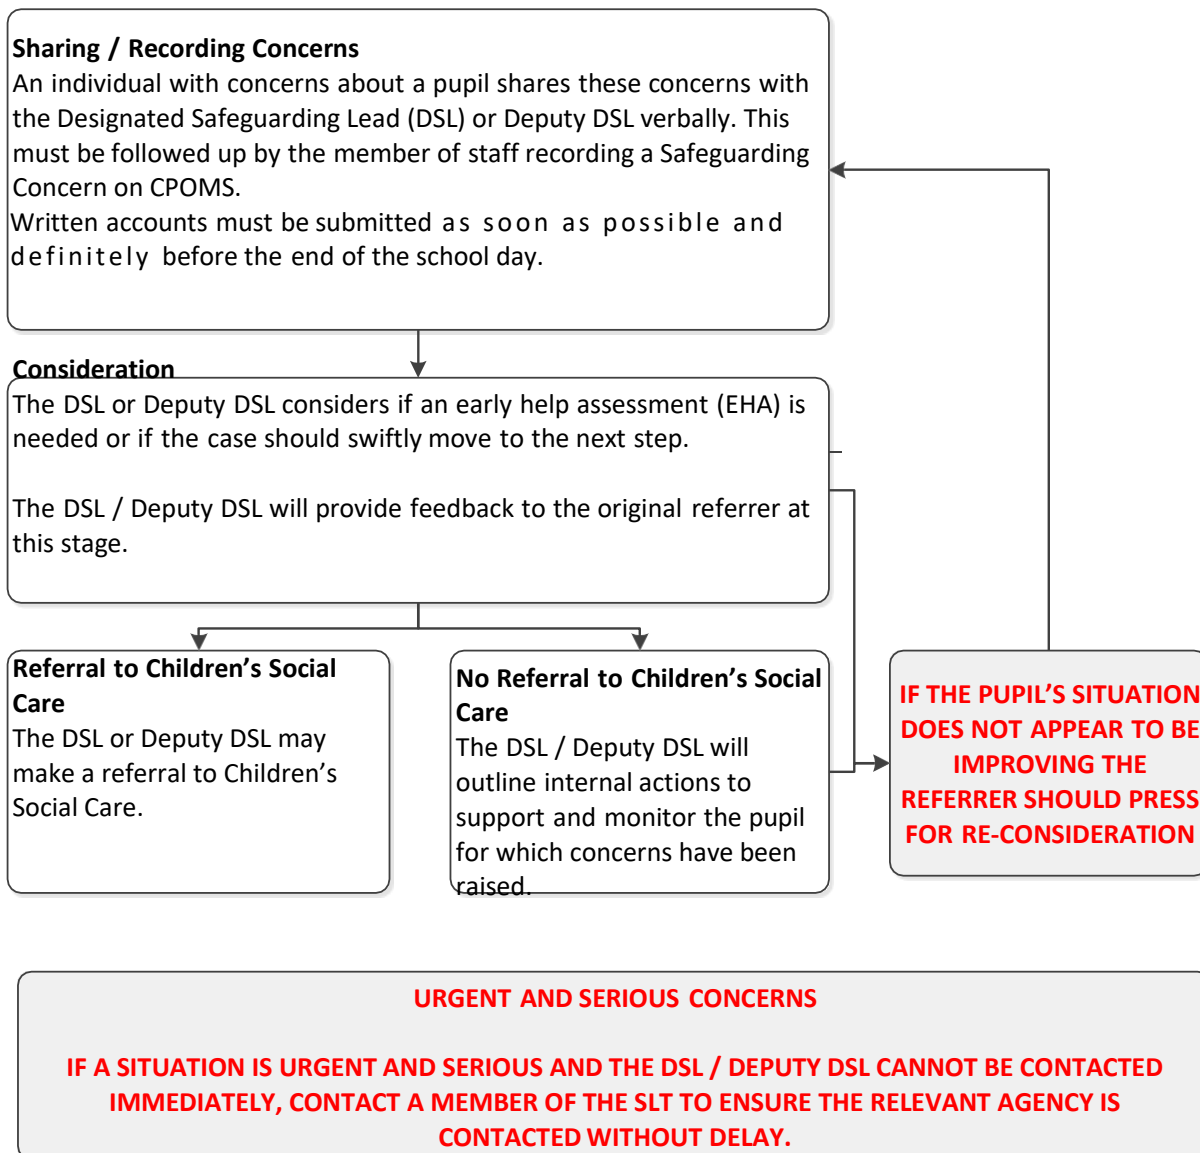 Sharing / Recording Concerns
An individual with concerns about a pupil shares these concerns with
the Designated Safeguarding Lead (DSL) or Deputy DSL verbally. This
must be followed up by the member of staff recording a Safeguarding
Concern on CPOMS.
Written accounts must be submitted as soon as possible and
definitely before the end of the school day.
Consideration
The DSL or Deputy DSL considers if an early help assessment (EHA) is
needed or if the case should swiftly move to the next step.
The DSL / Deputy DSL will provide feedback to the original referrer at
this stage.
Referral to Children’s Social
Care
The DSL or Deputy DSL may
make a referral to Children’s
Social Care.
No Referral to Children’s Social
Care
The DSL / Deputy DSL will
outline internal actions to
support and monitor the pupil
for which concerns have been
raised.
IF THE PUPIL’S SITUATION
DOES NOT APPEAR TO BE
IMPROVING THE
REFERRER SHOULD PRESS
FOR RE-CONSIDERATION
URGENT AND SERIOUS CONCERNS
IF A SITUATION IS URGENT AND SERIOUS AND THE DSL / DEPUTY DSL CANNOT BE CONTACTED
IMMEDIATELY, CONTACT A MEMBER OF THE SLT TO ENSURE THE RELEVANT AGENCY IS
CONTACTED WITHOUT DELAY.